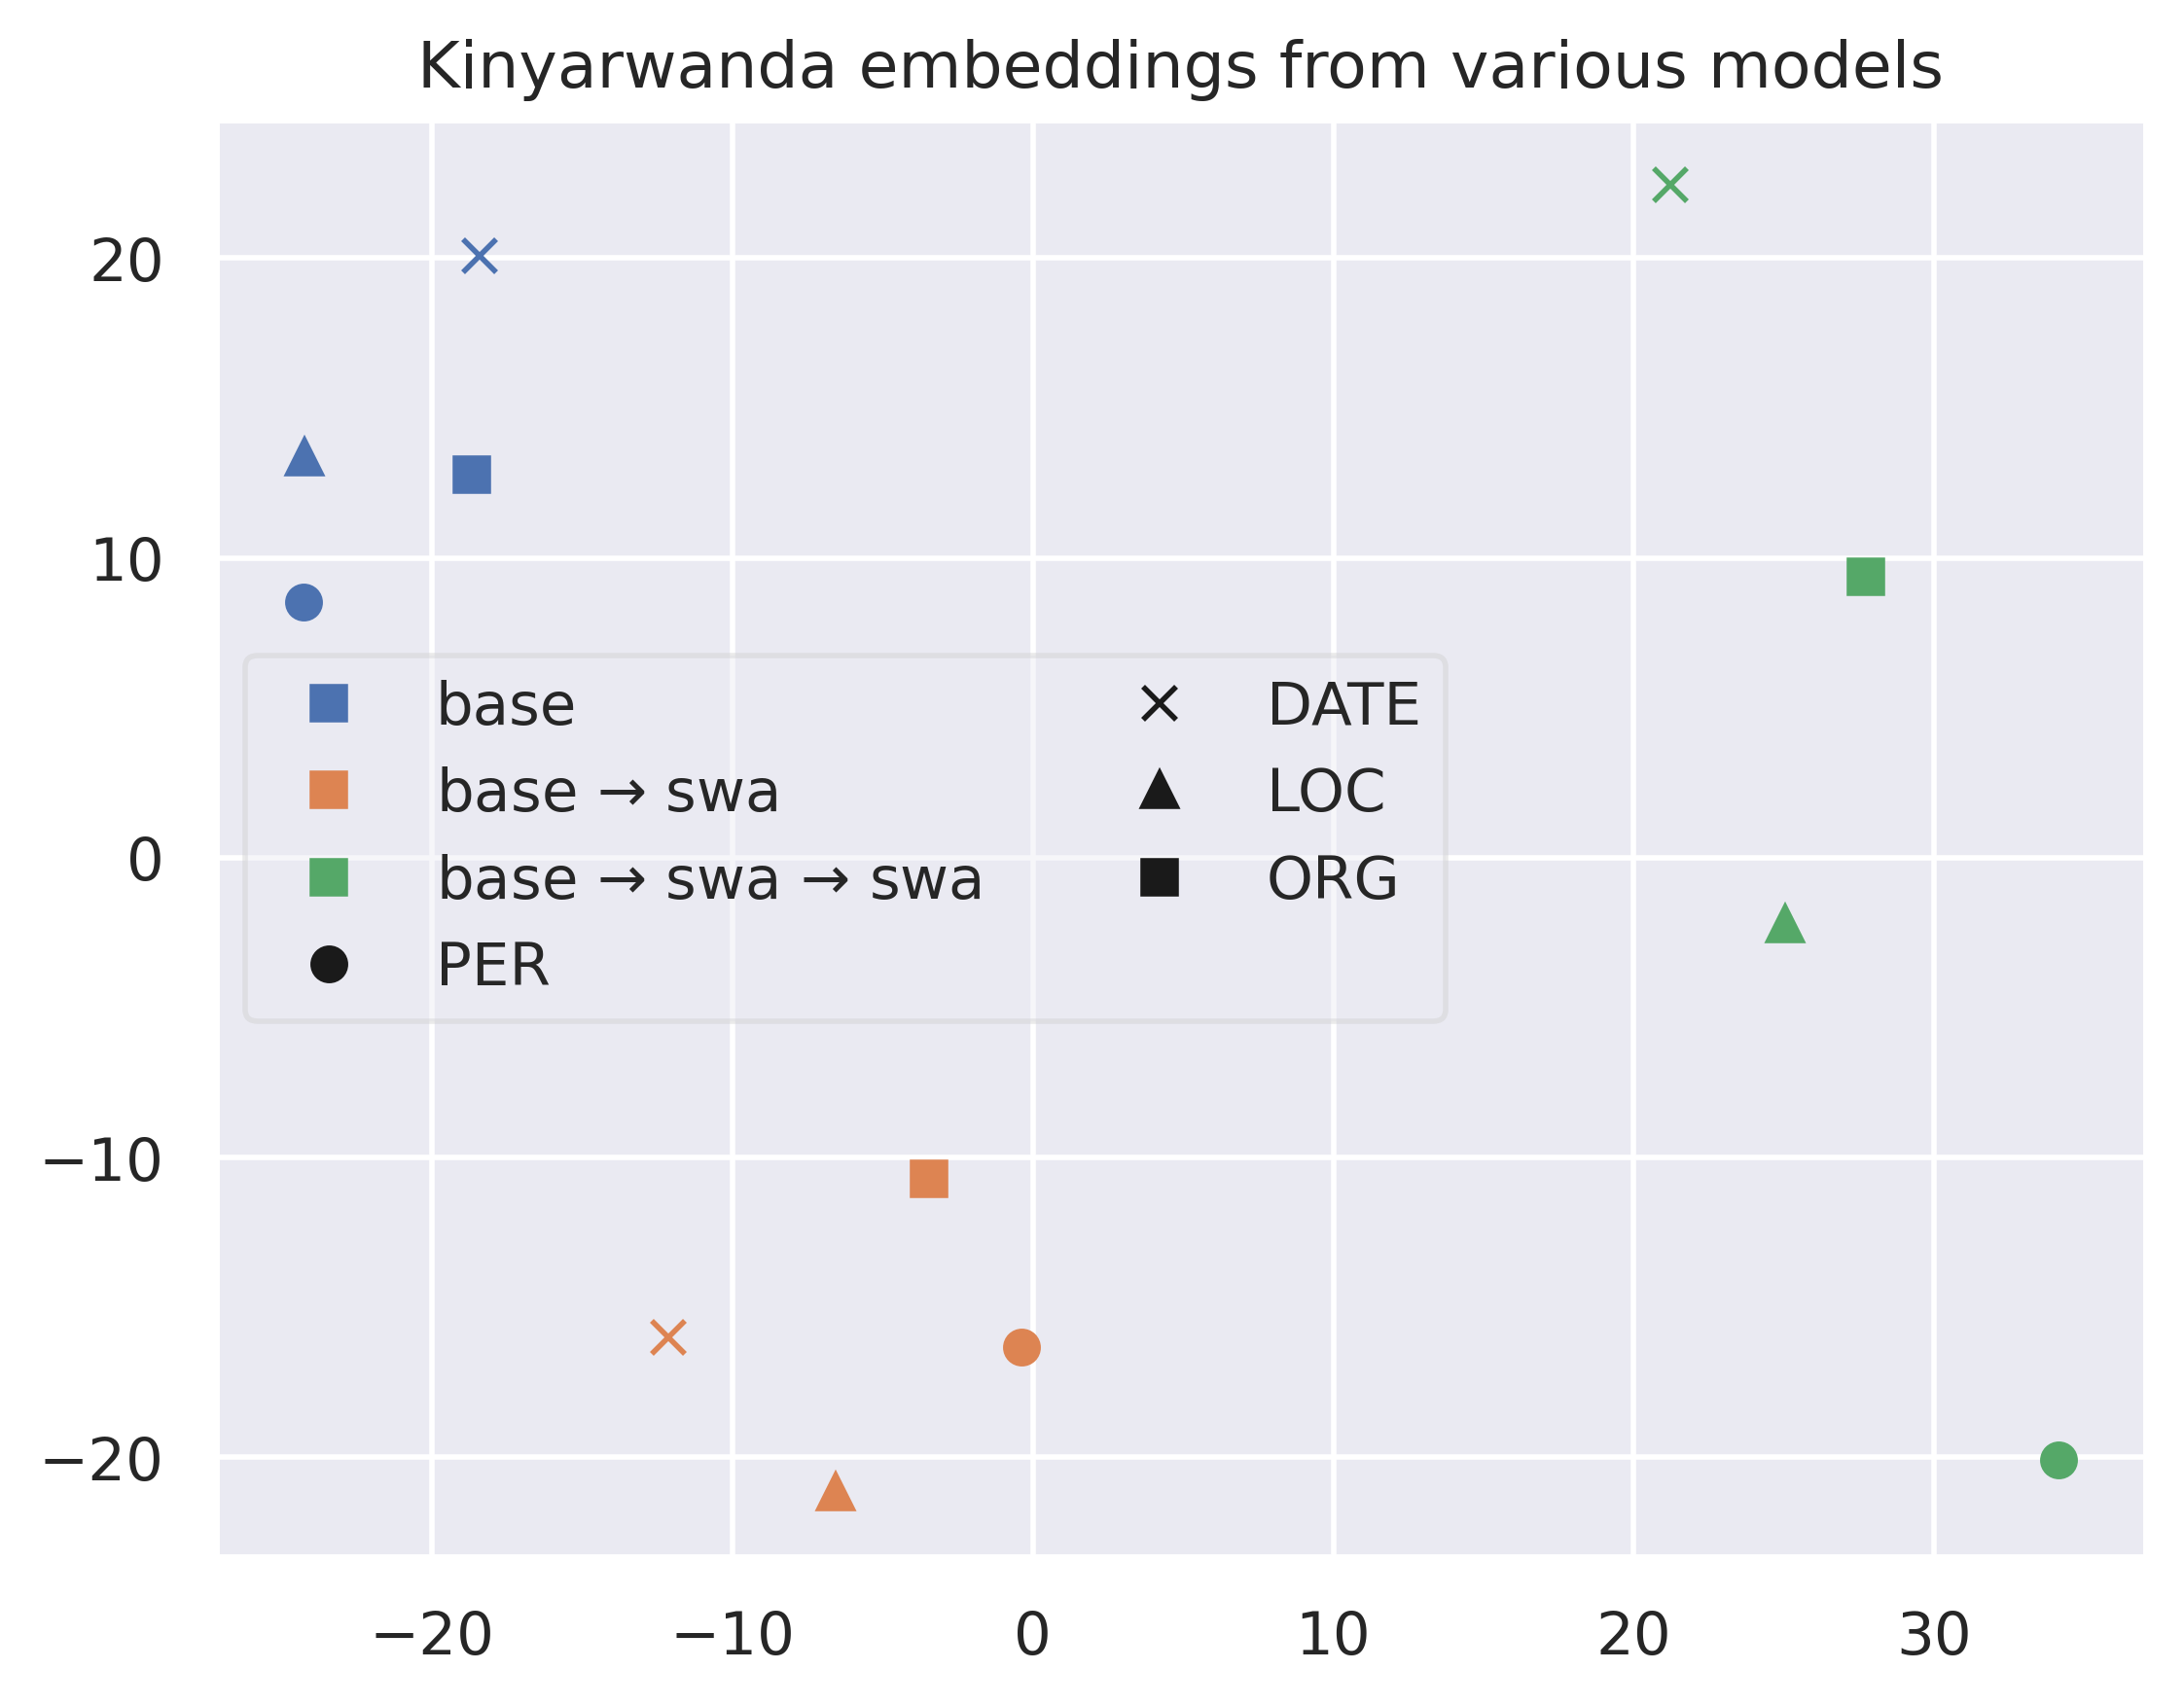 Kinyarwanda embeddings from various models
20
10
0
−10
−20
base
base → swa
base → swa → swa
PER
DATE
LOC
ORG
−20 −10 0 10 20 30